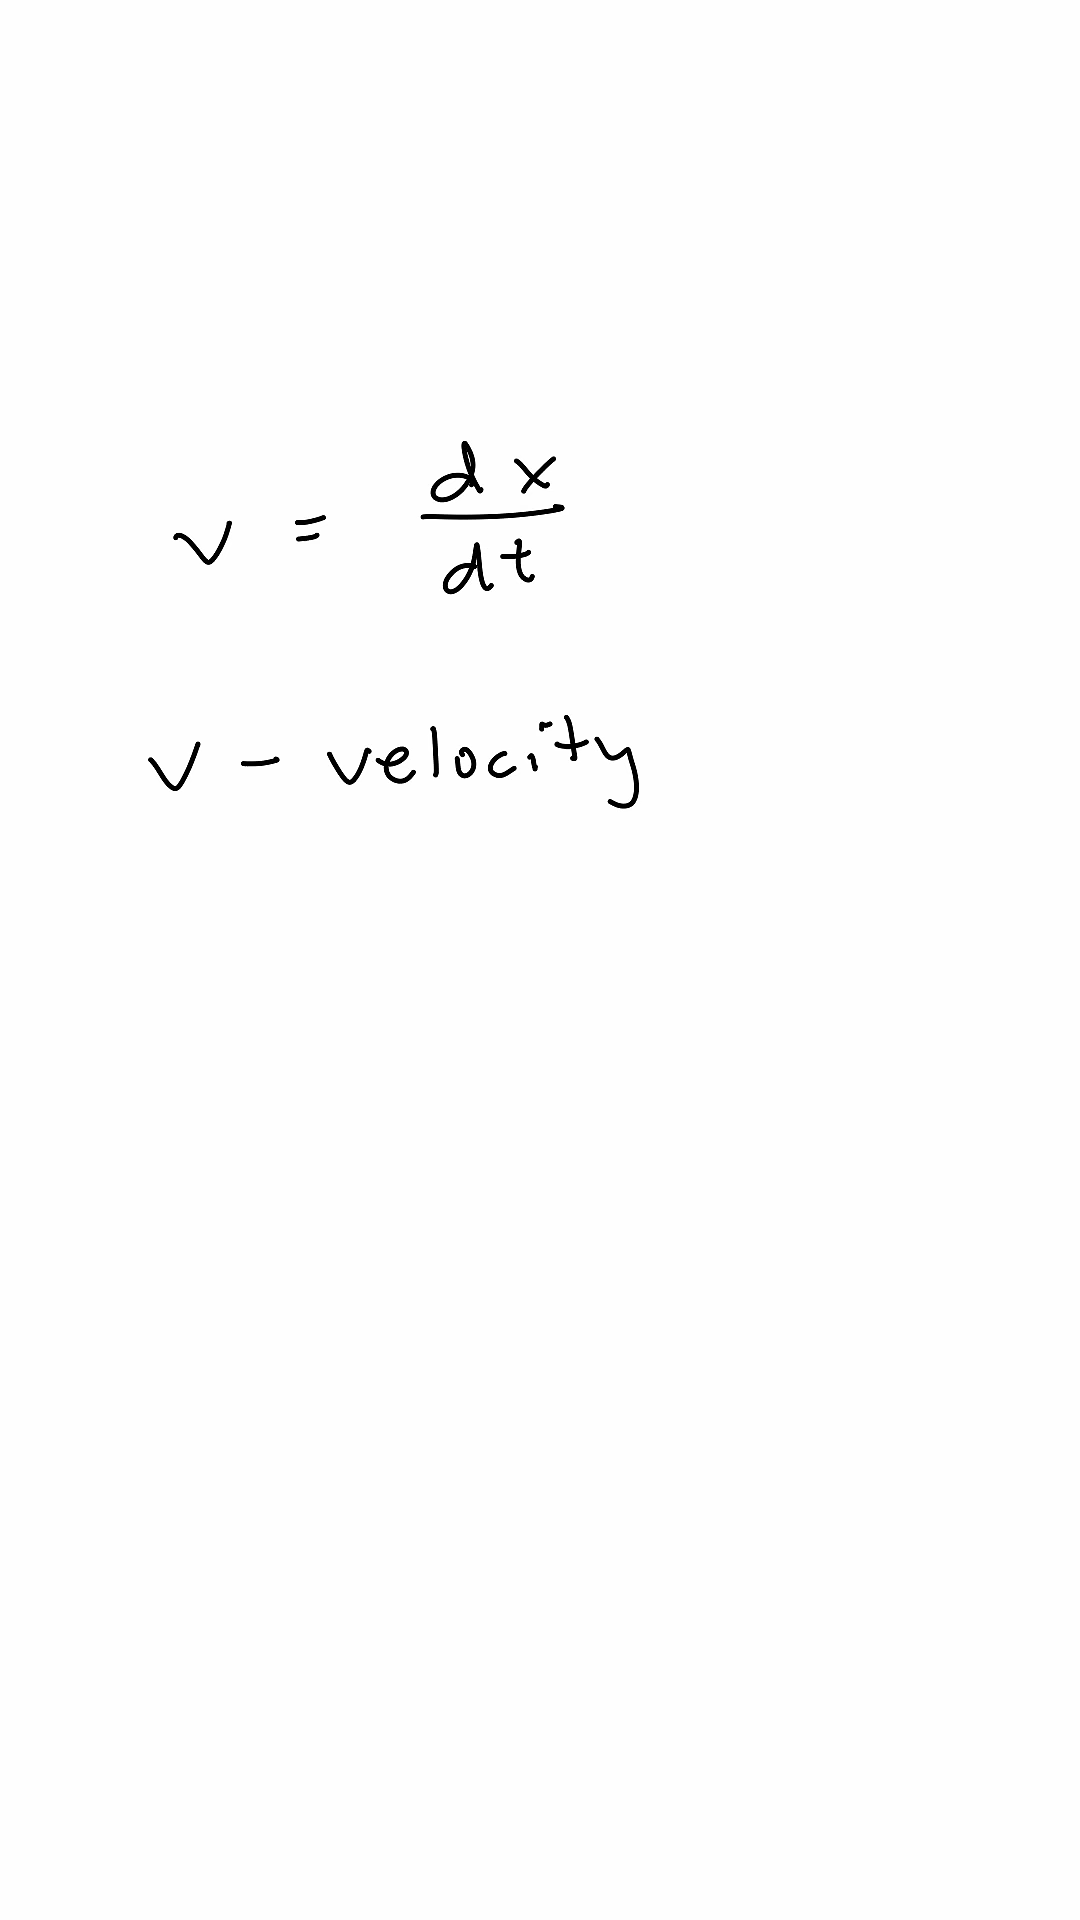 v = dx/dt
v - velocity